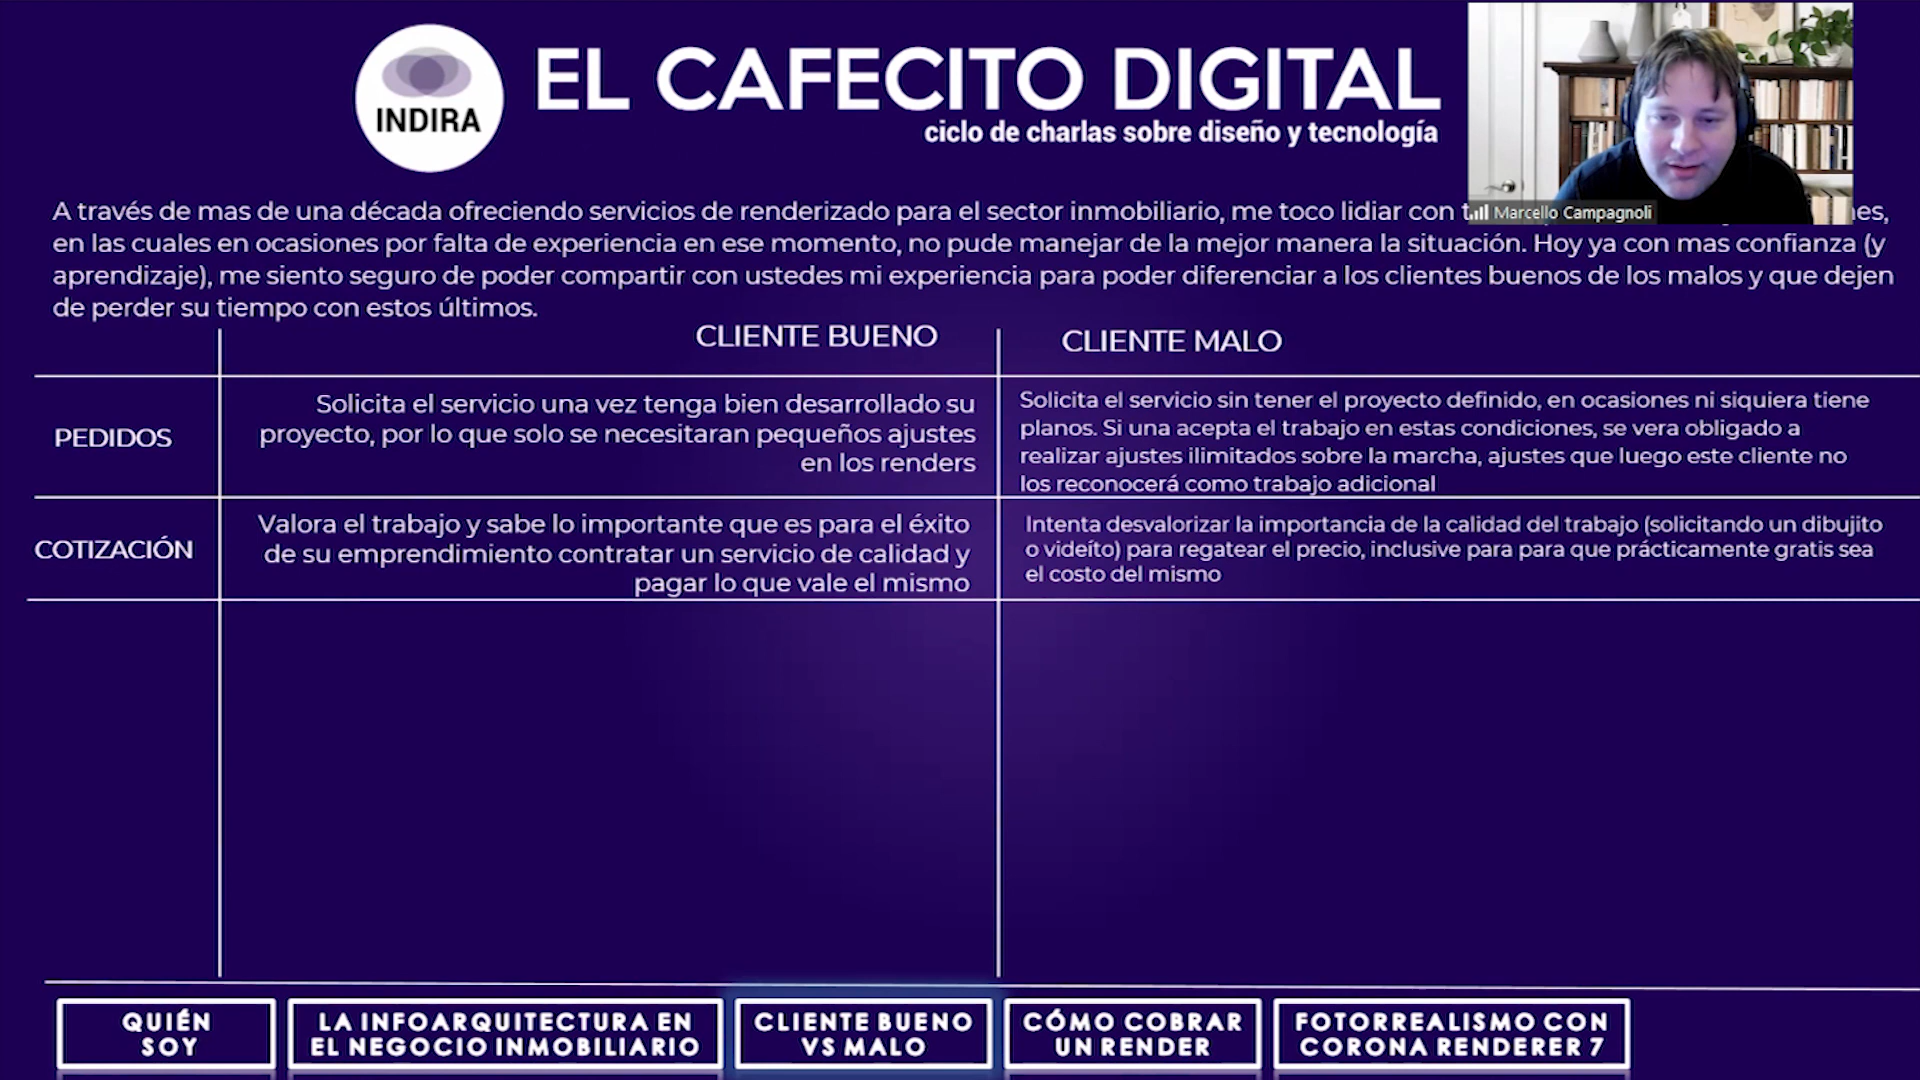 INDIRA
EL CAFECITO DIGITAL
ciclo de charlas sobre diseño y tecnología
Marcello Campagnoli
A través de mas de una década ofreciendo servicios de renderizado para el sector inmobiliario, me toco lidiar con
en las cuales en ocasiones por falta de experiencia en ese momento, no pude manejar de la mejor manera la situación. Hoy ya con mas confianza (y
aprendizaje), me siento seguro de poder compartir con ustedes mi experiencia para poder diferenciar a los clientes buenos de los malos y que dejen
de perder su tiempo con estos últimos.
CLIENTE BUENO
CLIENTE MALO
PEDIDOS
Solicita el servicio una vez tenga bien desarrollado su
proyecto, por lo que solo se necesitaran pequeños ajustes
en los renders
Solicita el servicio sin tener el proyecto definido, en ocasiones ni siquiera tiene
planos. Si una acepta el trabajo en estas condiciones, se vera obligado a
realizar ajustes ilimitados sobre la marcha, ajustes que luego este cliente no
los reconocerá como trabajo adicional
COTIZACIÓN
Valora el trabajo y sabe lo importante que es para el éxito
de su emprendimiento contratar un servicio de calidad y
pagar lo que vale el mismo
Intenta desvalorizar la importancia de la calidad del trabajo (solicitando un dibujito
o videíto) para regatear el precio, inclusive para para que prácticamente gratis sea
el costo del mismo
QUIÉN
SOY
LA INFOARQUITECTURA EN
EL NEGOCIO INMOBILIARIO
CLIENTE BUENO
VS MALO
CÓMO COBRAR
UN RENDER
FOTORREALISMO CON
CORONA RENDERER 7